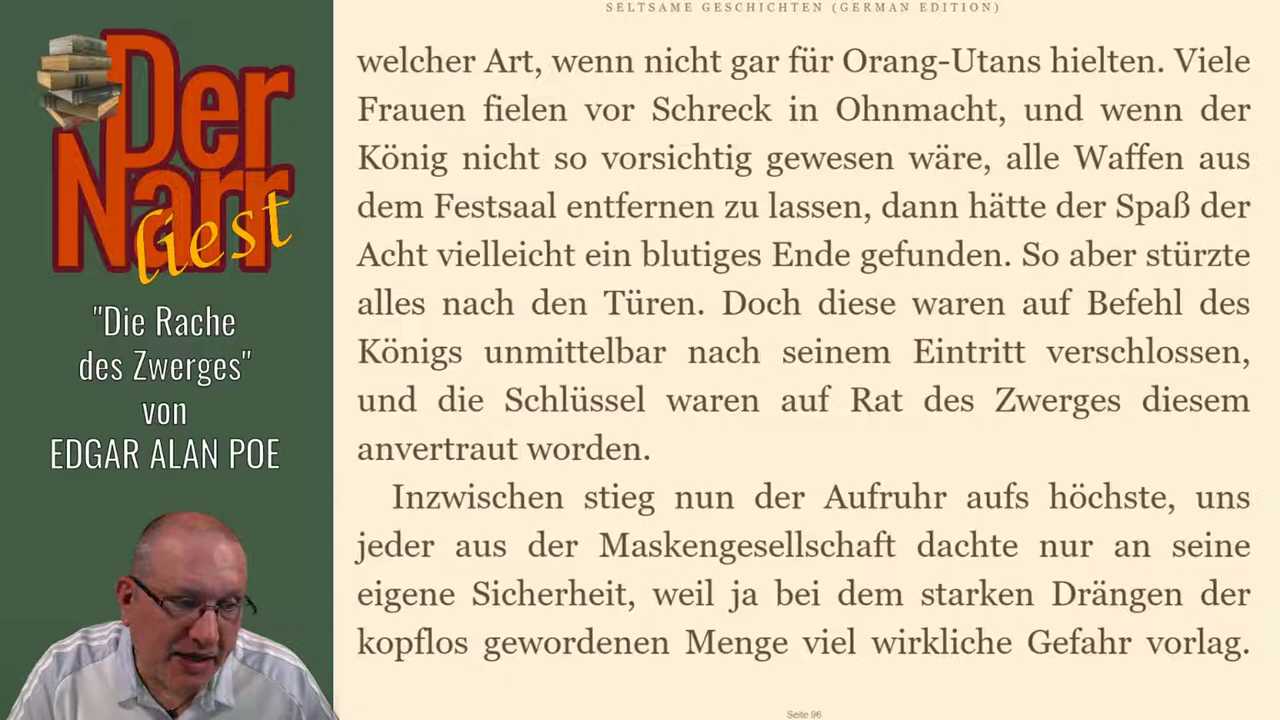 SELTSAME GESCHICHTEN (GERMAN EDITION)
Der
Narr
liest
"Die Rache
des Zwerges"
von
EDGAR ALAN POE
welcher Art, wenn nicht gar für Orang-Utans hielten. Viele
Frauen fielen vor Schreck in Ohnmacht, und wenn der
König nicht so vorsichtig gewesen wäre, alle Waffen aus
dem Festsaal entfernen zu lassen, dann hätte der Spaß der
Acht vielleicht ein blutiges Ende gefunden. So aber stürzte
alles nach den Türen. Doch diese waren auf Befehl des
Königs unmittelbar nach seinem Eintritt verschlossen,
und die Schlüssel waren auf Rat des Zwerges diesem
anvertraut worden.
Inzwischen stieg nun der Aufruhr aufs höchste, uns
jeder aus der Maskengesellschaft dachte nur an seine
eigene Sicherheit, weil ja bei dem starken Drängen der
kopflos gewordenen Menge viel wirkliche Gefahr vorlag.
Seite 96